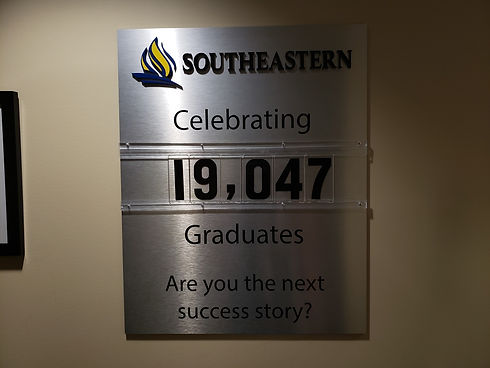 SOUTHEASTERN
Celebrating
19,047
Graduates
Are you the next
success story?